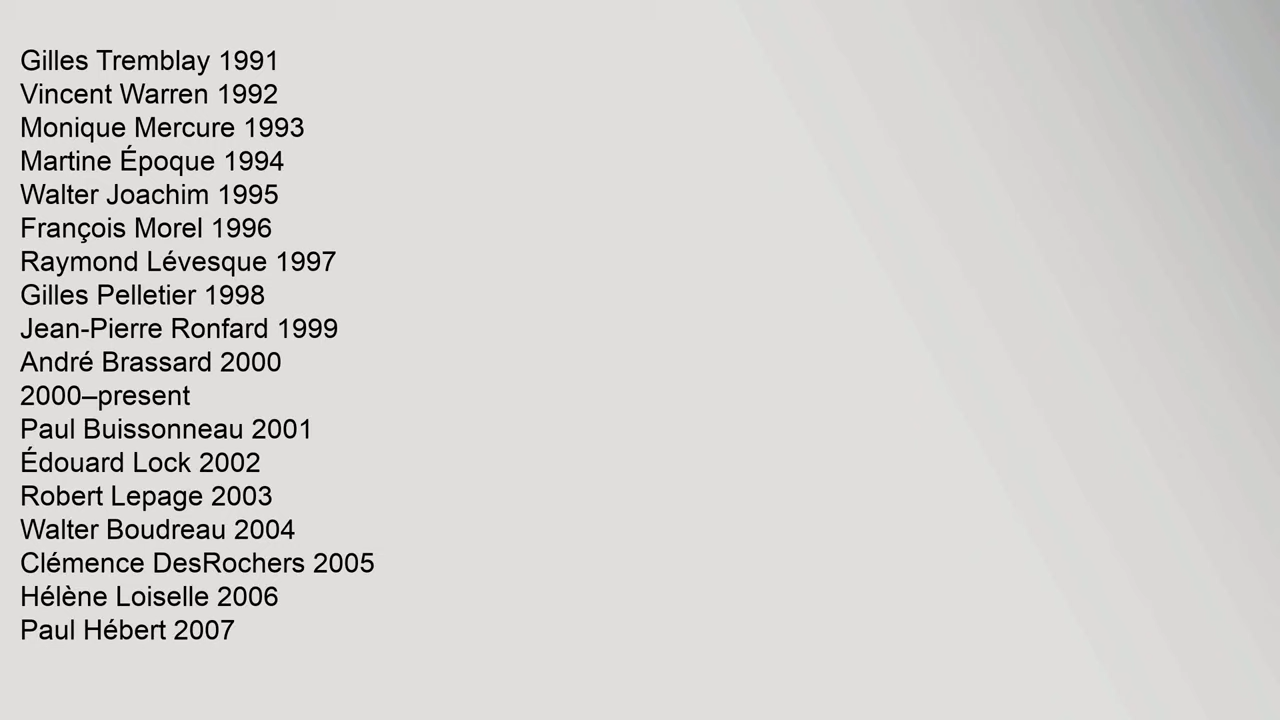 Gilles Tremblay 1991
Vincent Warren 1992
Monique Mercure 1993
Martine Époque 1994
Walter Joachim 1995
François Morel 1996
Raymond Lévesque 1997
Gilles Pelletier 1998
Jean-Pierre Ronfard 1999
André Brassard 2000
2000–present
Paul Buissonneau 2001
Édouard Lock 2002
Robert Lepage 2003
Walter Boudreau 2004
Clémence DesRochers 2005
Hélène Loiselle 2006
Paul Hébert 2007